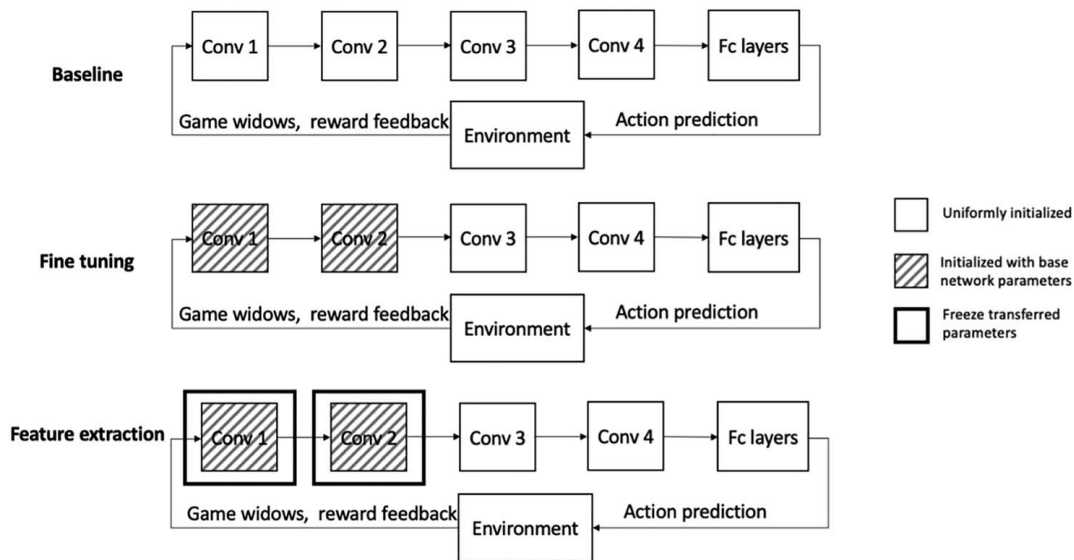 Conv 1
Conv 2
Conv 3
Conv 4
Fc layers
Baseline
Game widows, reward feedback
Environment
Action prediction
Conv 1
Conv 2
Conv 3
Conv 4
Fc layers
Fine tuning
Game widows, reward feedback
Environment
Action prediction
Uniformly initialized
Initialized with base
network parameters
Freeze transferred
parameters
Feature extraction
Conv 1
Conv 2
Conv 3
Conv 4
Fc layers
Game widows, reward feedback
Environment
Action prediction